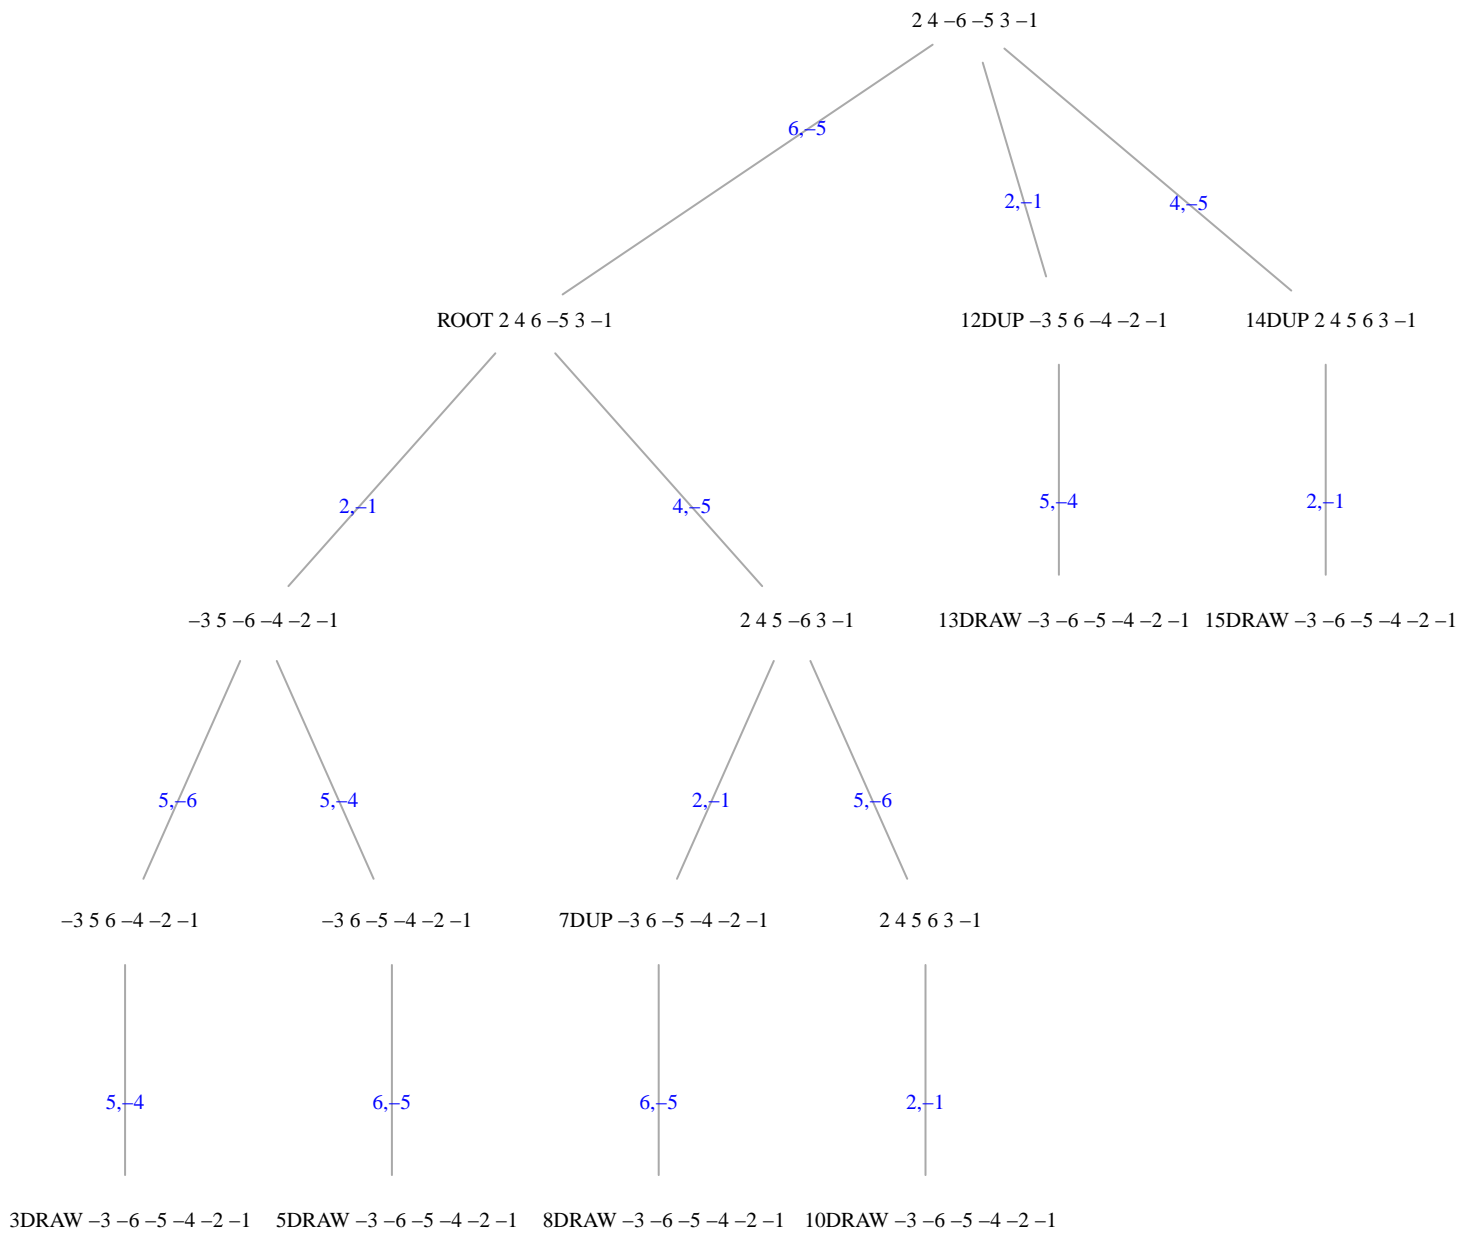 2 4 –6 –5 3 –1
6,–5
2,–1
4,–5
ROOT 2 4 6 –5 3 –1
12DUP –3 5 6 –4 –2 –1
14DUP 2 4 5 6 3 –1
2,–1
4,–5
5,–4
2,–1
–3 5 –6 –4 –2 –1
2 4 5 –6 3 –1
13DRAW –3 –6 –5 –4 –2 –1
15DRAW –3 –6 –5 –4 –2 –1
5,–6
5,–4
2,–1
5,–6
–3 5 6 –4 –2 –1
–3 6 –5 –4 –2 –1
7DUP –3 6 –5 –4 –2 –1
2 4 5 6 3 –1
5,–4
6,–5
6,–5
2,–1
3DRAW –3 –6 –5 –4 –2 –1
5DRAW –3 –6 –5 –4 –2 –1
8DRAW –3 –6 –5 –4 –2 –1
10DRAW –3 –6 –5 –4 –2 –1